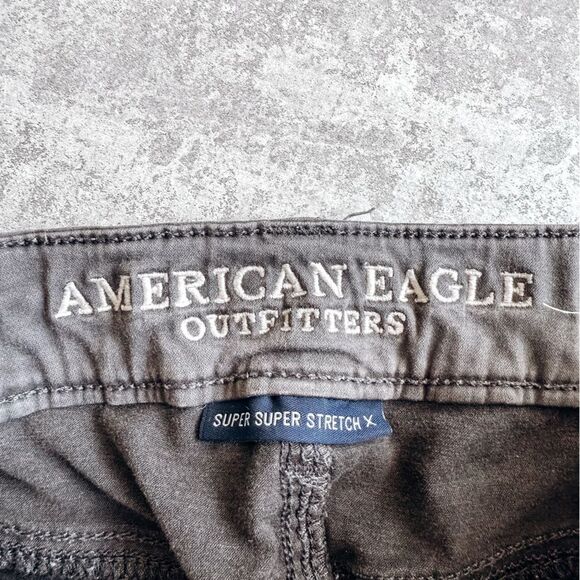 AMERICAN EAGLE
OUTFITTERS
SUPER SUPER STRETCH X